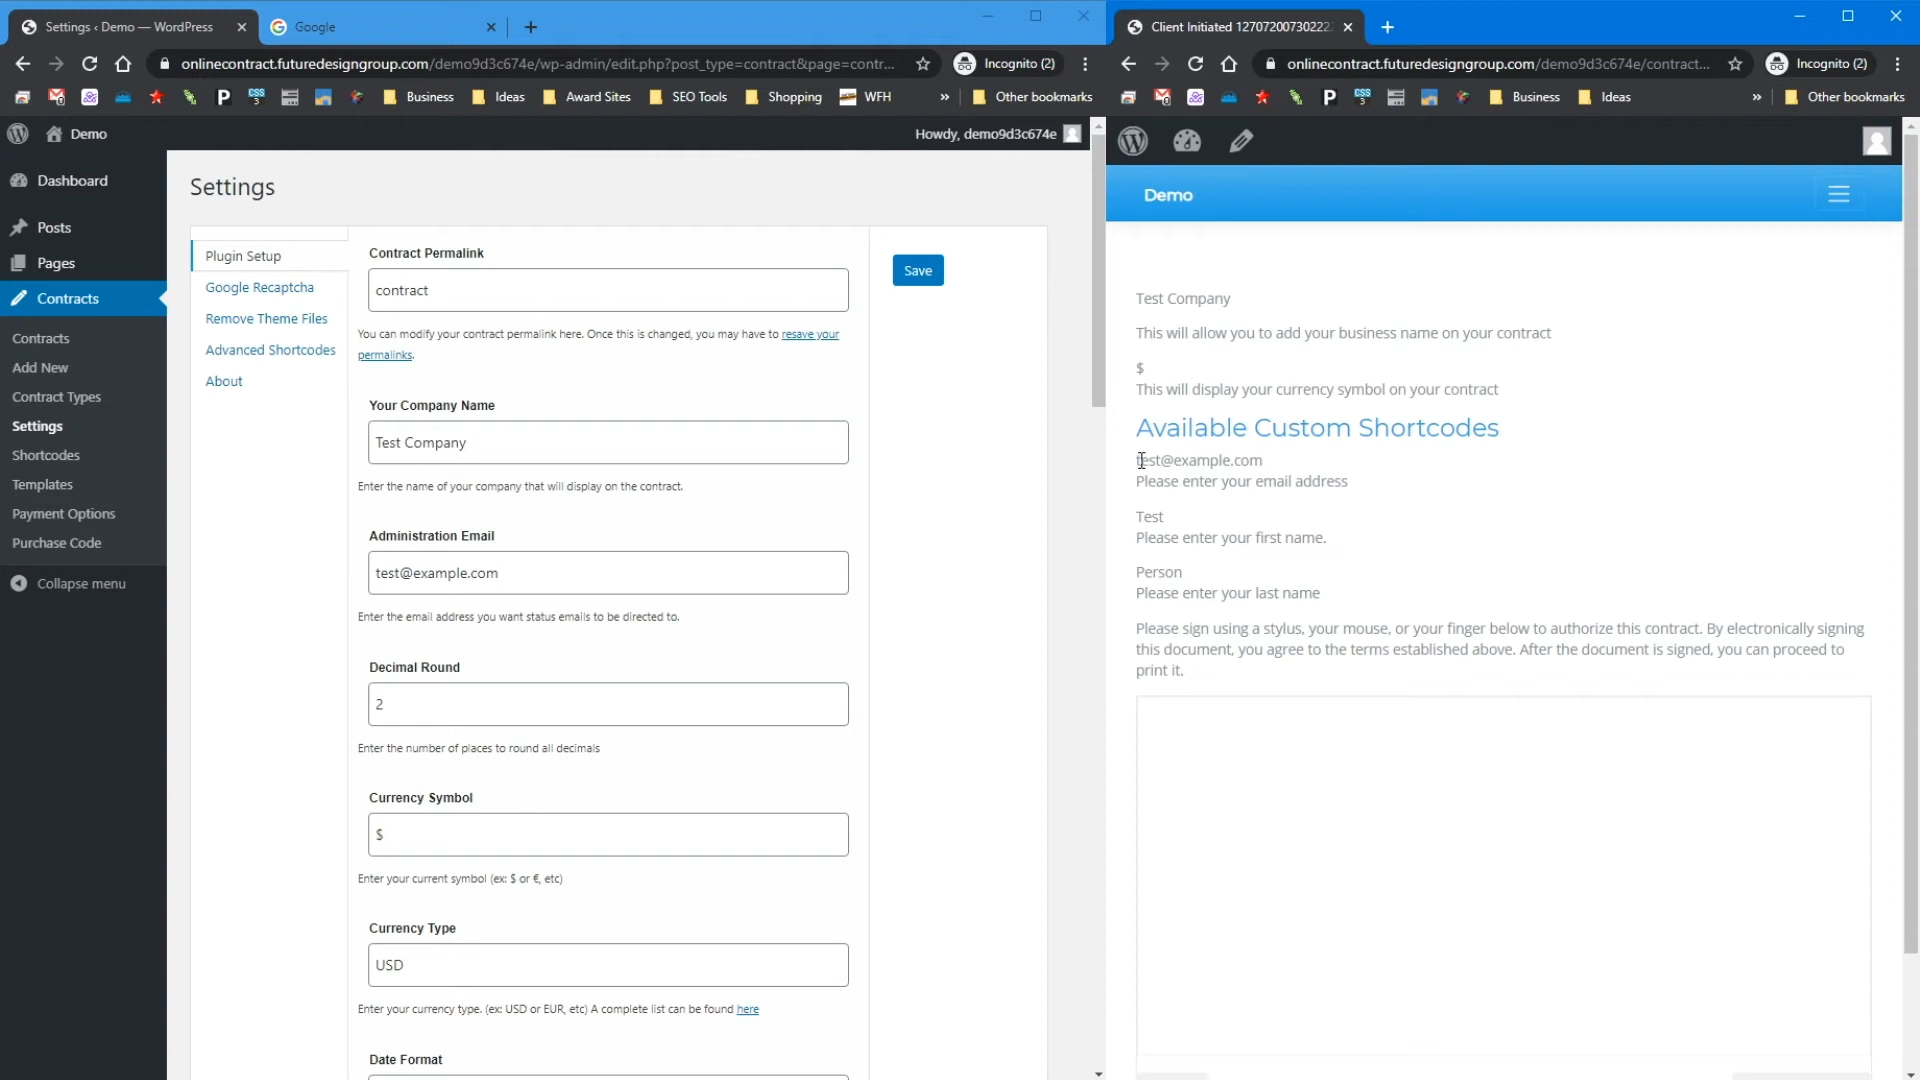 Settings ‹ Demo — WordPress
Google
onlinecontract.futuredesigngroup.com/demo9d3c674e/wp-admin/edit.php?post_type=contract&page=contr...
Incognito (2)
Business
Ideas
Award Sites
SEO Tools
Shopping
WFH
»
Other bookmarks
Demo
Howdy, demo9d3c674e
Dashboard
Posts
Pages
Contracts
Contracts
Add New
Contract Types
Settings
Shortcodes
Templates
Payment Options
Purchase Code
Collapse menu
Settings
Plugin Setup
Google Recaptcha
Remove Theme Files
Advanced Shortcodes
About
Contract Permalink
contract
You can modify your contract permalink here. Once this is changed, you may have to resave your
permalinks.
Your Company Name
Test Company
Enter the name of your company that will display on the contract.
Administration Email
test@example.com
Enter the email address you want status emails to be directed to.
Decimal Round
2
Enter the number of places to round all decimals
Currency Symbol
$
Enter your current symbol (ex: $ or €, etc)
Currency Type
USD
Enter your currency type. (ex: USD or EUR, etc) A complete list can be found here
Date Format
Save
Client Initiated 12707200730222
onlinecontract.futuredesigngroup.com/demo9d3c674e/contract...
Incognito (2)
CSS
3
Business
Ideas
»
Other bookmarks
Demo
Test Company
This will allow you to add your business name on your contract
$
This will display your currency symbol on your contract
Available Custom Shortcodes
test@example.com
Please enter your email address
Test
Please enter your first name.
Person
Please enter your last name
Please sign using a stylus, your mouse, or your finger below to authorize this contract. By electronically signing
this document, you agree to the terms established above. After the document is signed, you can proceed to
print it.